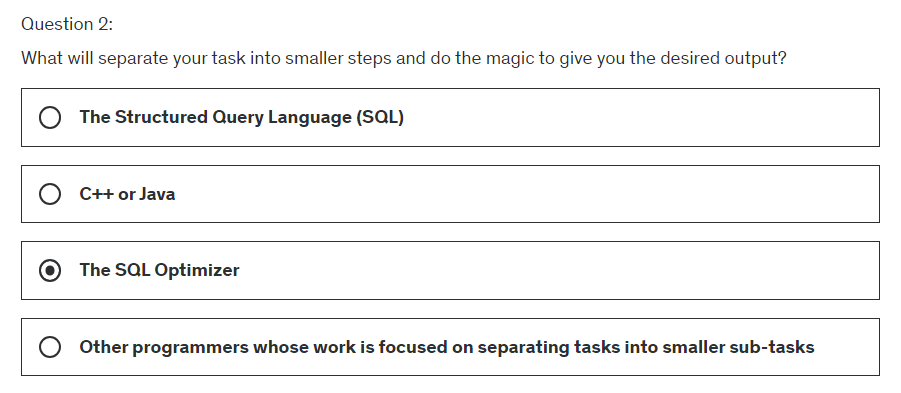 Question 2:
What will separate your task into smaller steps and do the magic to give you the desired output?
The Structured Query Language (SQL)
C++ or Java
The SQL Optimizer
Other programmers whose work is focused on separating tasks into smaller sub-tasks